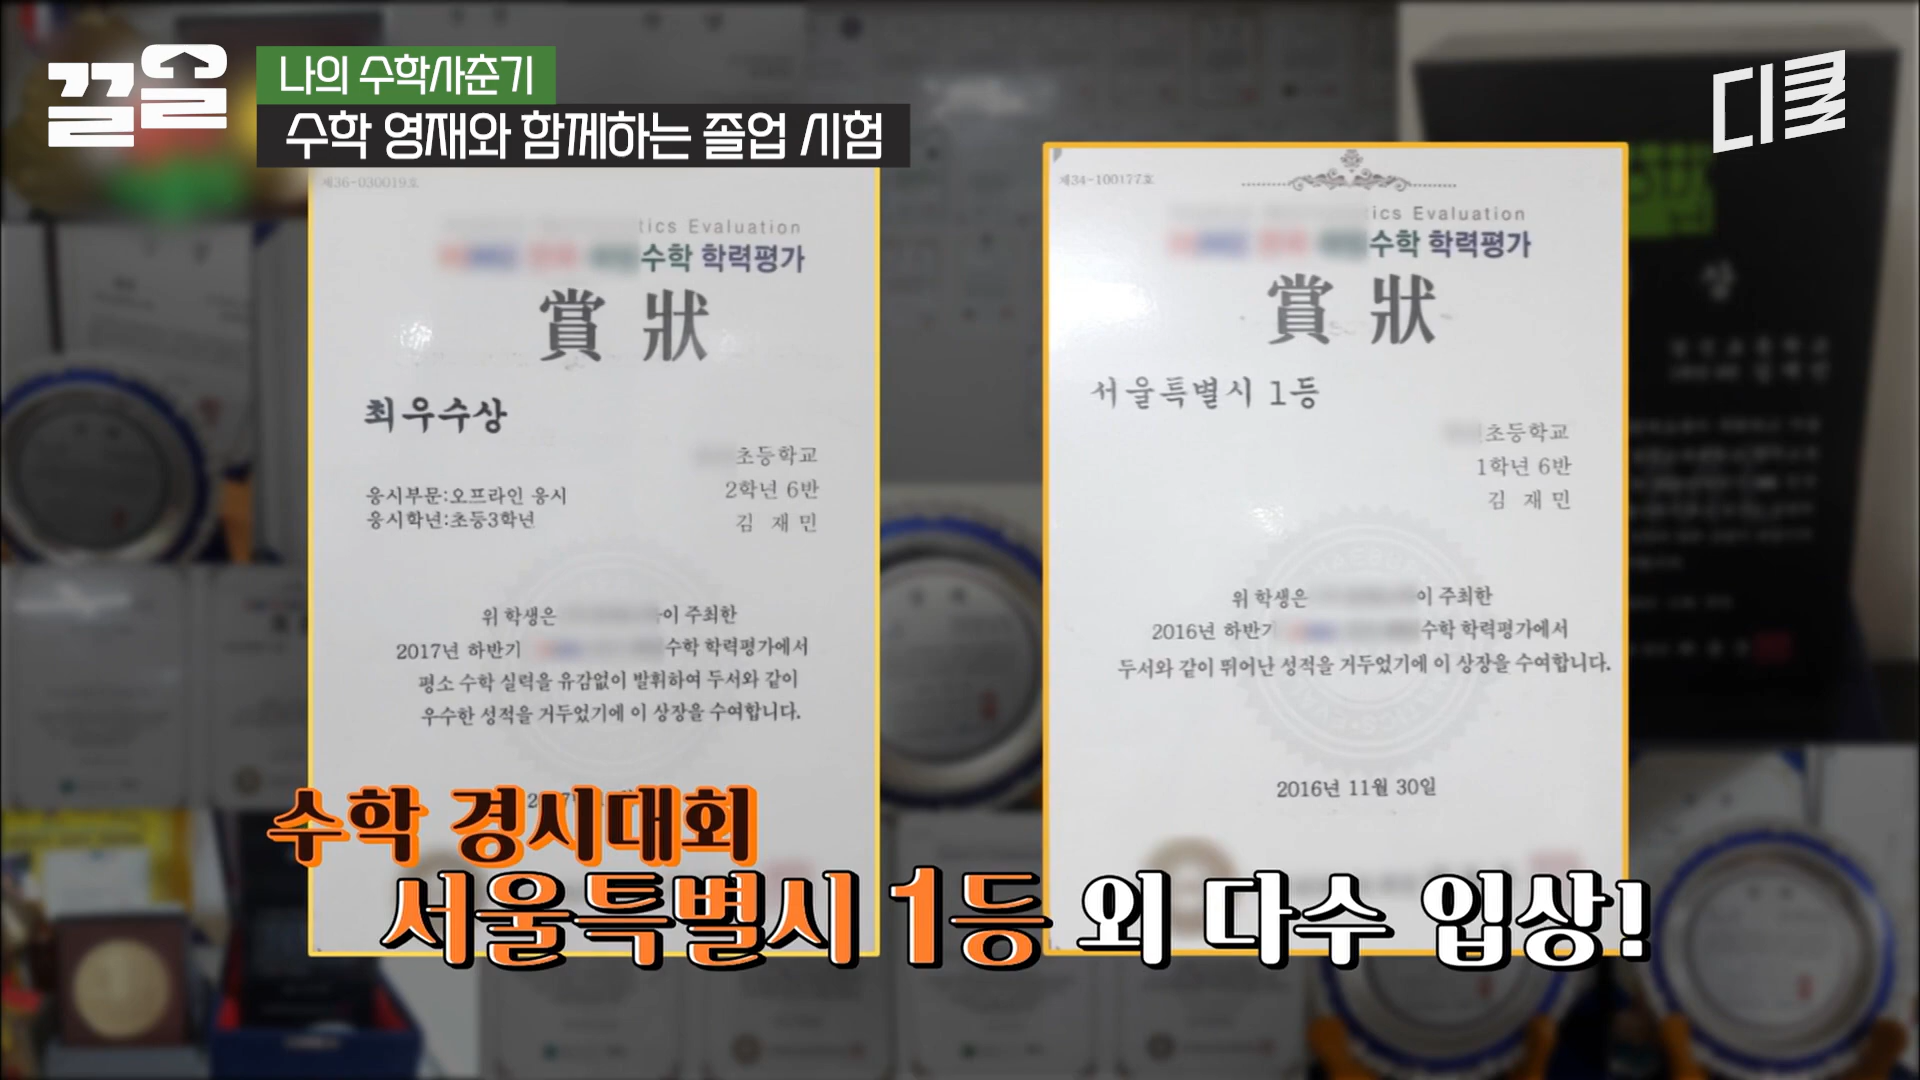 끌올
나의 수학사춘기
수학 영재와 함께하는 졸업 시험
디클
제36-030019호
tics Evaluation
수학 학력평가
賞 狀
최우수상
초등학교
2학년 6반
김 재 민
응시부문:오프라인 응시
응시학년:초등3학년
위 학생은 이 주최한
2017년 하반기 수학 학력평가에서
평소 수학 실력을 유감없이 발휘하여 두서와 같이
우수한 성적을 거두었기에 이 상장을 수여합니다.
제34-100177호
ics Evaluation
수학 학력평가
賞 狀
서울특별시 1등
초등학교
1학년 6반
김 재 민
위 학생은 이 주최한
2016년 하반기 수학 학력평가에서
두서와 같이 뛰어난 성적을 거두었기에 이 상장을 수여합니다.
2016년 11월 30일
상
수학 경시대회
서울특별시 1등 외 다수 입상!